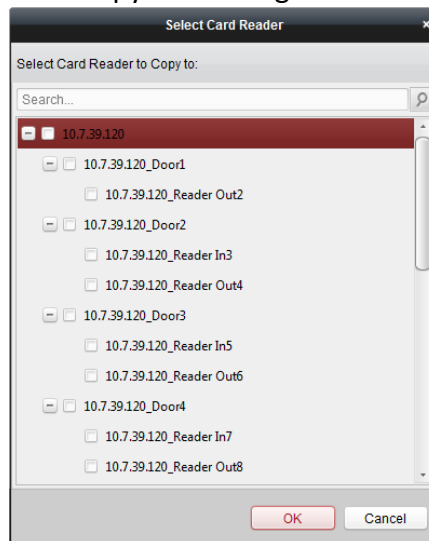 Select Card Reader
Select Card Reader to Copy to:
Search...
10.7.39.120
10.7.39.120_Door1
10.7.39.120_Reader Out2
10.7.39.120_Door2
10.7.39.120_Reader In3
10.7.39.120_Reader Out4
10.7.39.120_Door3
10.7.39.120_Reader In5
10.7.39.120_Reader Out6
10.7.39.120_Door4
10.7.39.120_Reader In7
10.7.39.120_Reader Out8
OK Cancel